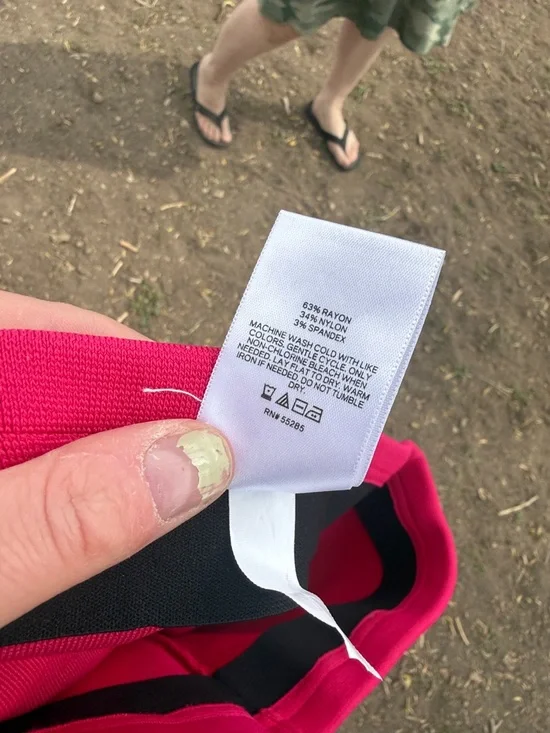 63% RAYON
34% NYLON
3% SPANDEX
MACHINE WASH COLD WITH LIKE
COLORS, GENTLE CYCLE. ONLY
NON-CHLORINE BLEACH WHEN
NEEDED. LAY FLAT TO DRY. WARM
IRON IF NEEDED. DO NOT TUMBLE
DRY.
RN# 55285